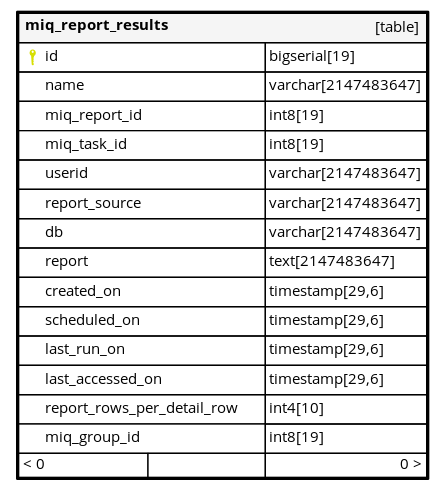 miq_report_results [table]
id bigserial[19]
name varchar[2147483647]
miq_report_id int8[19]
miq_task_id int8[19]
userid varchar[2147483647]
report_source varchar[2147483647]
db varchar[2147483647]
report text[2147483647]
created_on timestamp[29,6]
scheduled_on timestamp[29,6]
last_run_on timestamp[29,6]
last_accessed_on timestamp[29,6]
report_rows_per_detail_row int4[10]
miq_group_id int8[19]
< 0 0 >